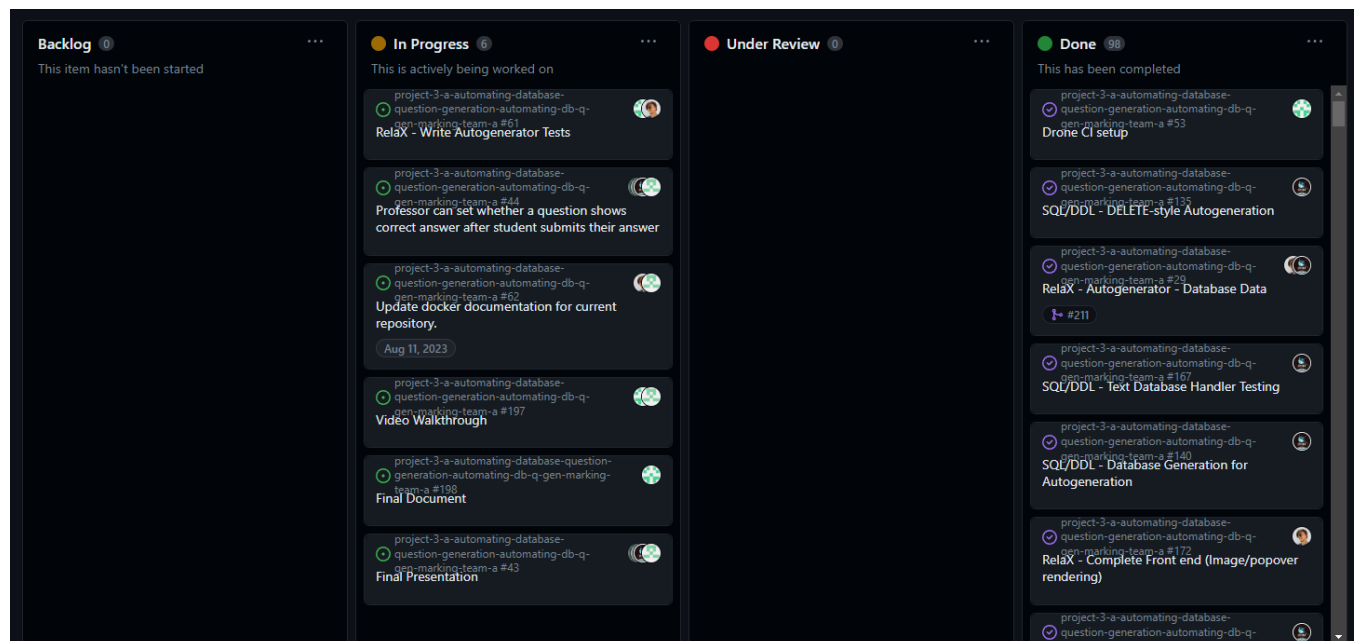 Backlog 0
This item hasn't been started
In Progress 6
This is actively being worked on
project-3-a-automating-database-
question-generation-automating-db-q-
gen-marking-team-a #61
RelaX - Write Autogenerator Tests
project-3-a-automating-database-
question-generation-automating-db-q-
gen-marking-team-a #44
Professor can set whether a question shows
correct answer after student submits their answer
project-3-a-automating-database-
question-generation-automating-db-q-
gen-marking-team-a #62
Update docker documentation for current
repository.
Aug 11, 2023
project-3-a-automating-database-
question-generation-automating-db-q-
gen-marking-team-a #197
Video Walkthrough
project-3-a-automating-database-question-
generation-automating-db-q-gen-marking-
team-a #198
Final Document
project-3-a-automating-database-
question-generation-automating-db-q-
gen-marking-team-a #43
Final Presentation
Under Review 0
Done 98
This has been completed
project-3-a-automating-database-
question-generation-automating-db-q-
gen-marking-team-a #53
Drone CI setup
project-3-a-automating-database-
question-generation-automating-db-q-
gen-marking-team-a #135
SQL/DDL - DELETE-style Autogeneration
project-3-a-automating-database-
question-generation-automating-db-q-
gen-marking-team-a #29
RelaX - Autogenerator - Database Data
#211
project-3-a-automating-database-
question-generation-automating-db-q-
gen-marking-team-a #167
SQL/DDL - Text Database Handler Testing
project-3-a-automating-database-
question-generation-automating-db-q-
gen-marking-team-a #140
SQL/DDL - Database Generation for
Autogeneration
project-3-a-automating-database-
question-generation-automating-db-q-
gen-marking-team-a #172
RelaX - Complete Front end (Image/popover
rendering)
project-3-a-automating-database-
question-generation-automating-db-q-